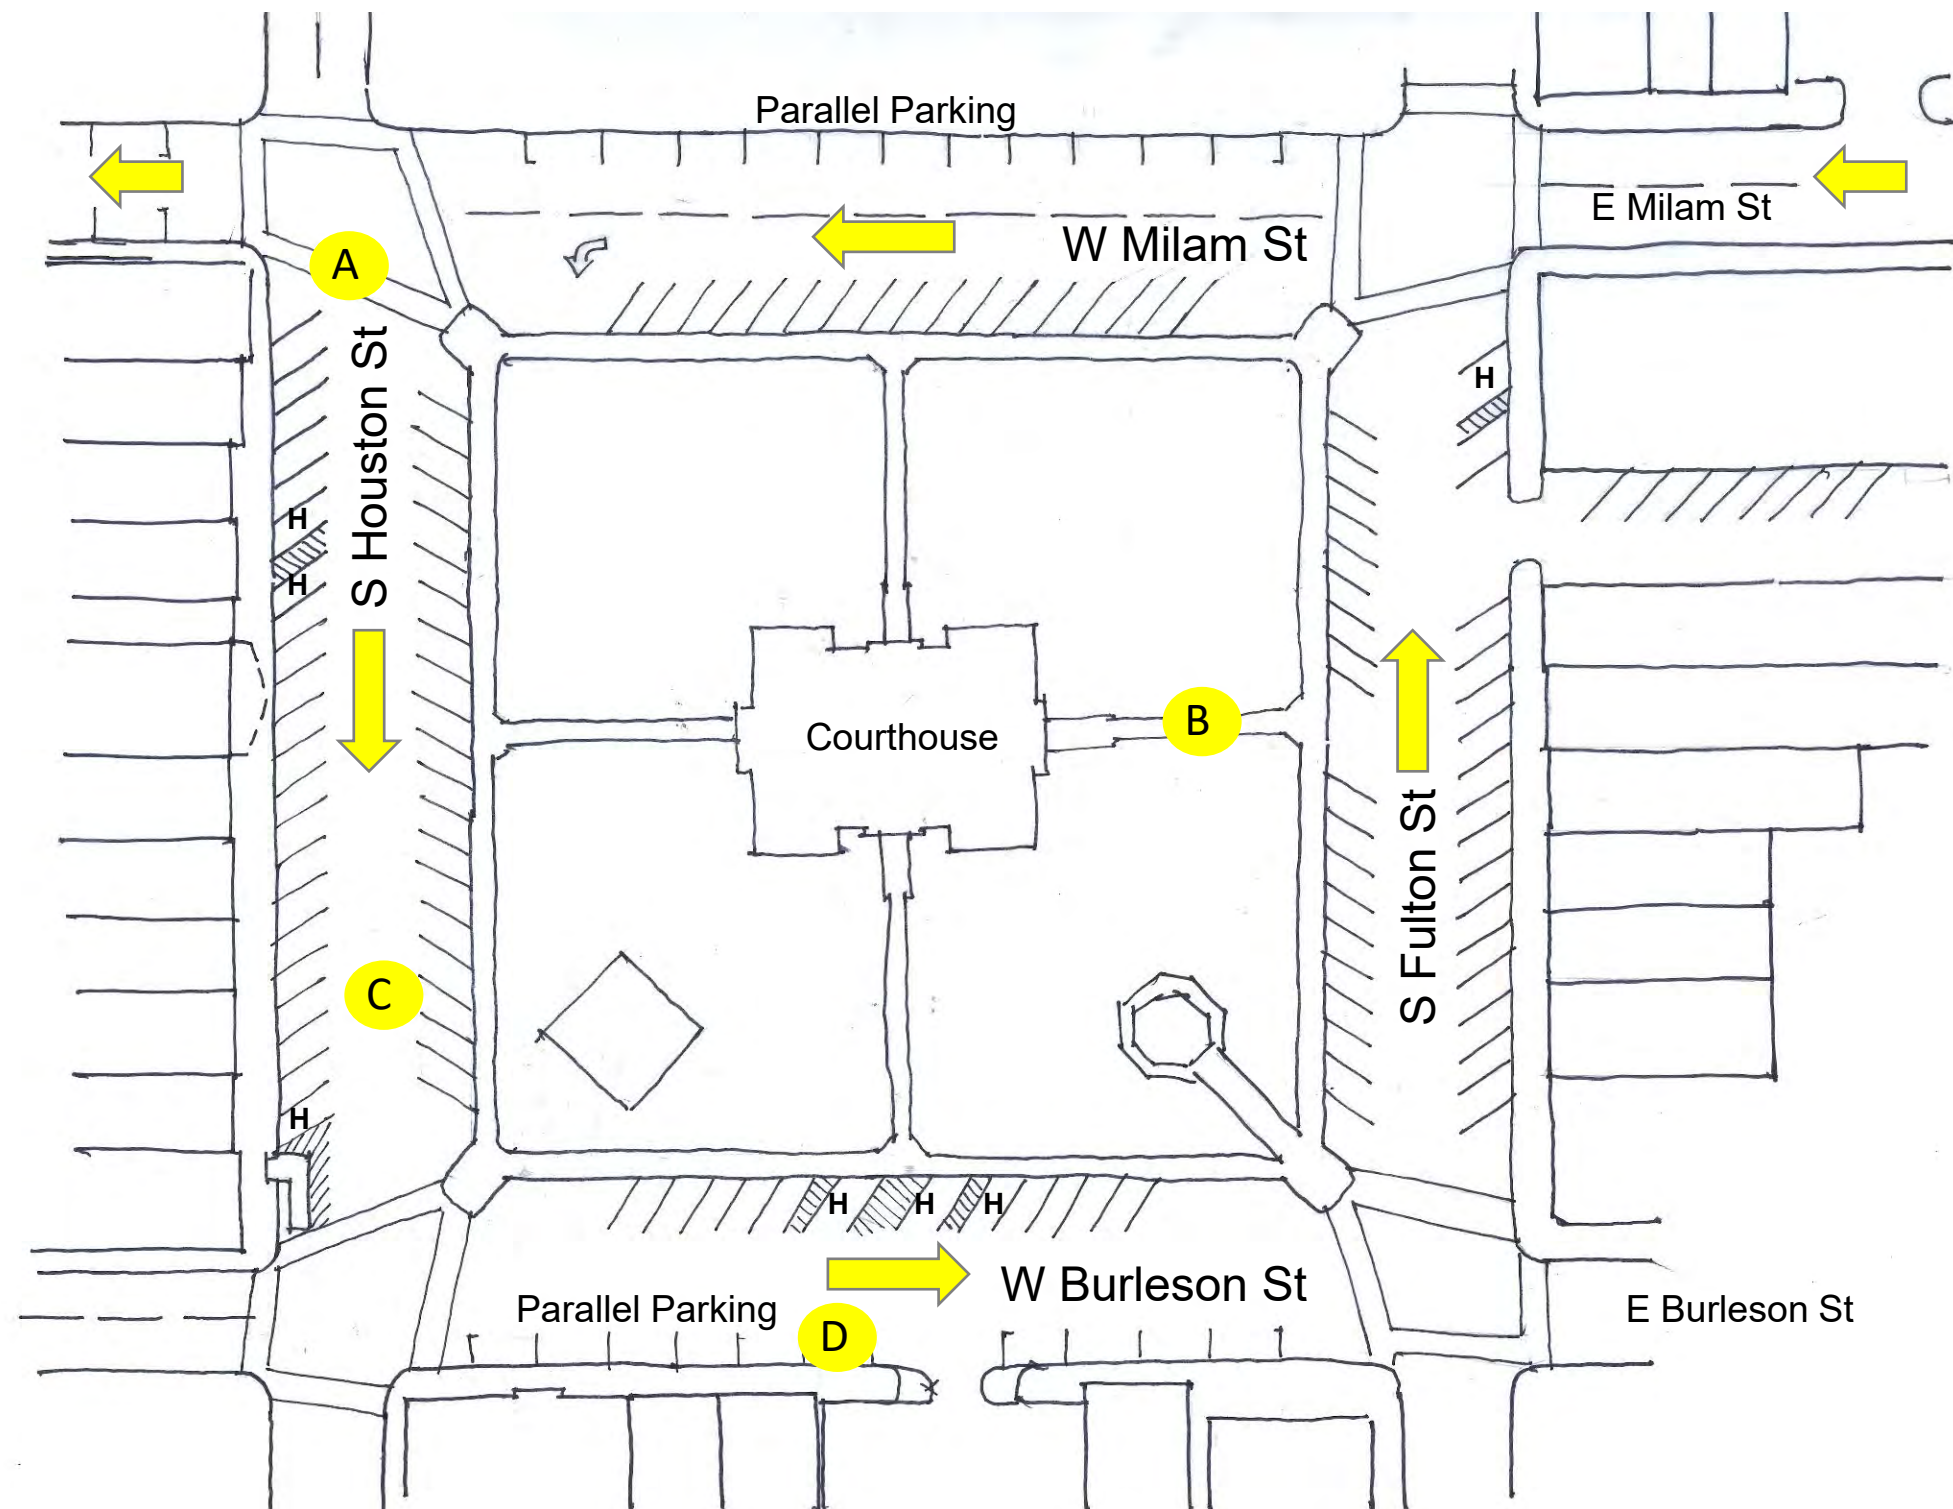 Parallel Parking
E Milam St
W Milam St
A
S Houston St
H
H
H
Courthouse
B
S Fulton St
C
H
H
H
H
W Burleson St
Parallel Parking
D
E Burleson St